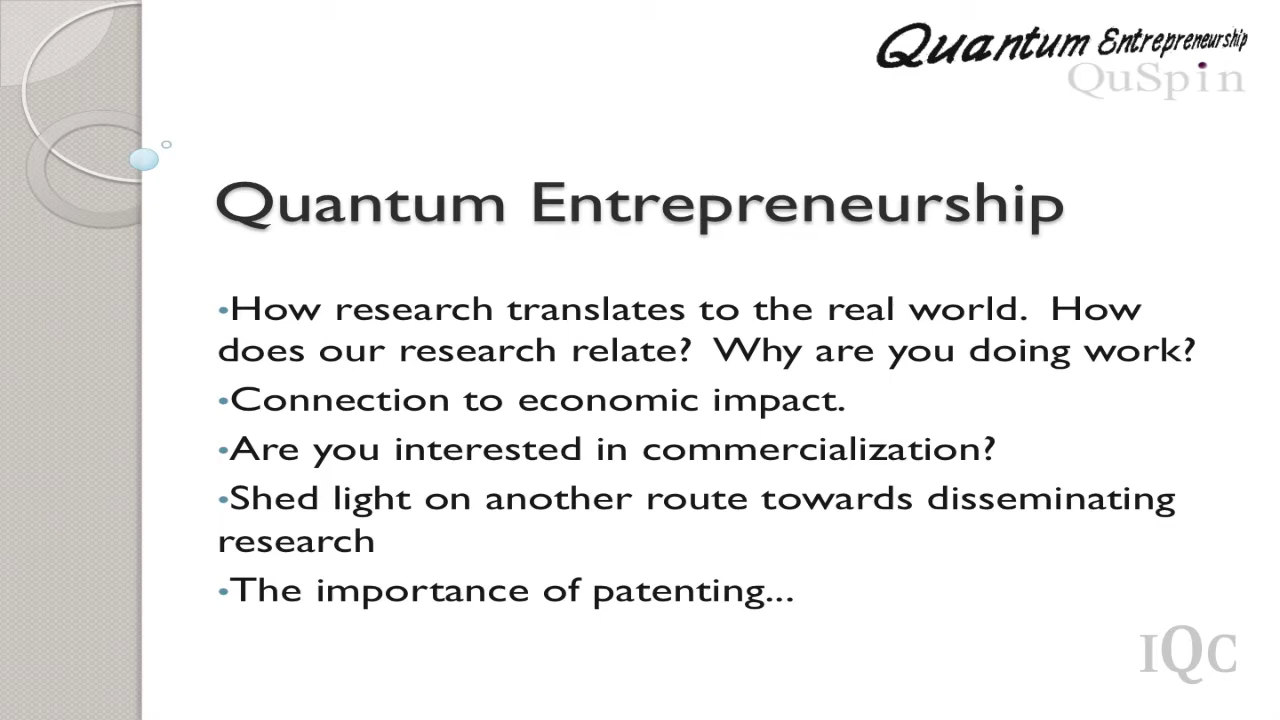 Quantum Entrepreneurship
QuSpin
Quantum Entrepreneurship
•How research translates to the real world.  How
does our research relate?  Why are you doing work?
•Connection to economic impact.
•Are you interested in commercialization?
•Shed light on another route towards disseminating
research
•The importance of patenting...
IQC